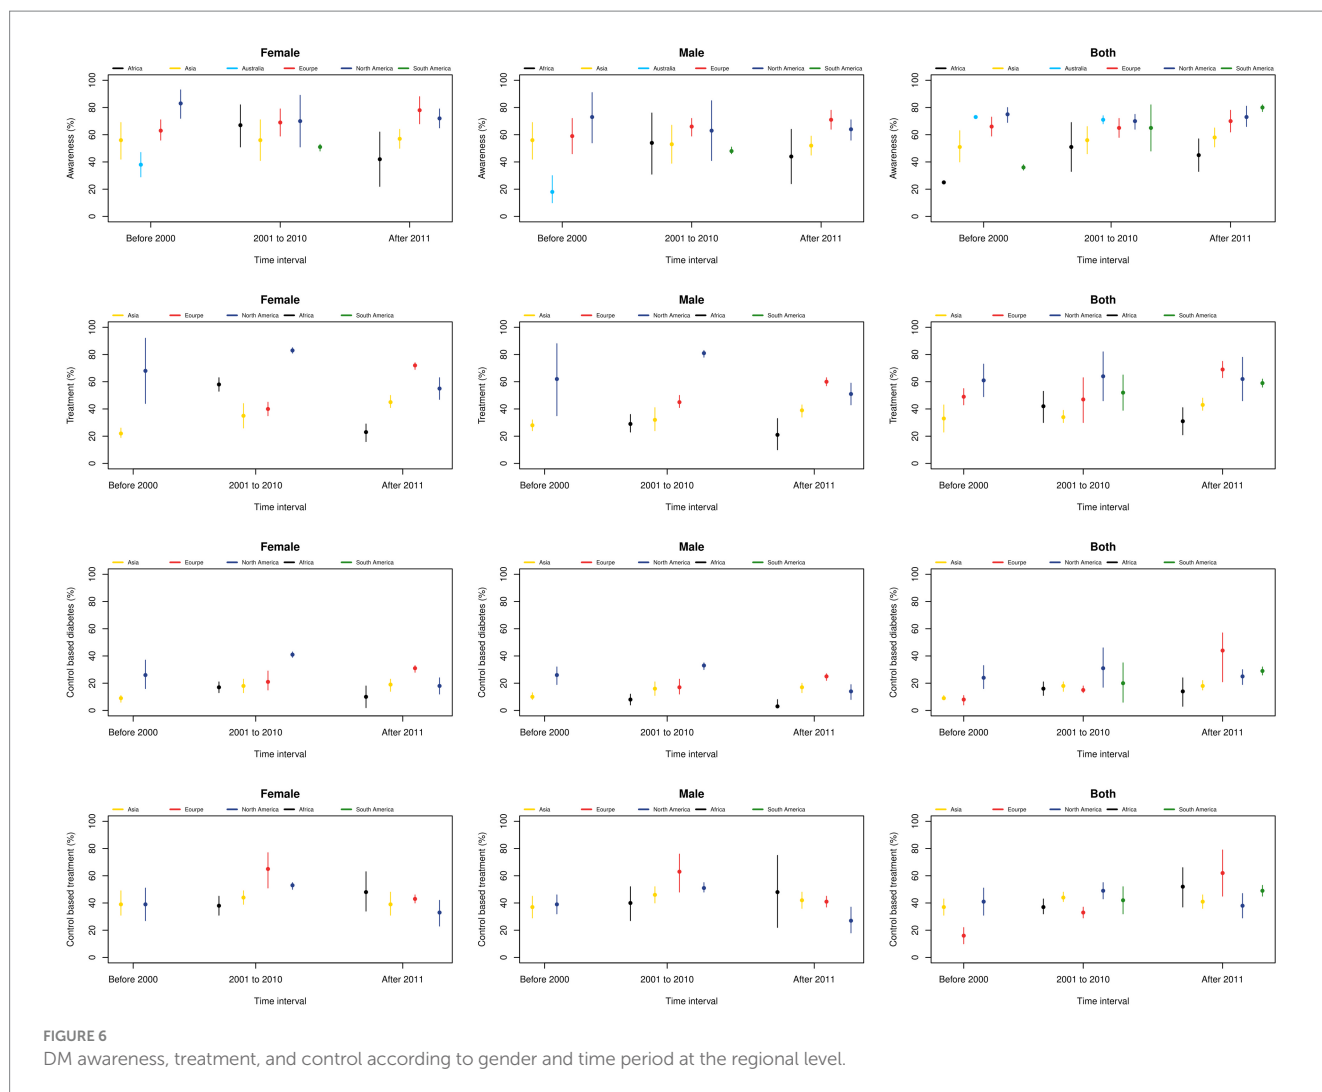 Female
Africa Asia Australia Eourpe North America South America
Awareness (%)
0 20 40 60 80 100
Before 2000 2001 to 2010 After 2011
Time interval
Male
Africa Asia Australia Eourpe North America South America
Awareness (%)
0 20 40 60 80 100
Before 2000 2001 to 2010 After 2011
Time interval
Both
Africa Asia Australia Eourpe North America South America
Awareness (%)
0 20 40 60 80 100
Before 2000 2001 to 2010 After 2011
Time interval
Female
Asia Eourpe North America Africa South America
Treatment (%)
0 20 40 60 80 100
Before 2000 2001 to 2010 After 2011
Time interval
Male
Asia Eourpe North America Africa South America
Treatment (%)
0 20 40 60 80 100
Before 2000 2001 to 2010 After 2011
Time interval
Both
Asia Eourpe North America Africa South America
Treatment (%)
0 20 40 60 80 100
Before 2000 2001 to 2010 After 2011
Time interval
Female
Asia Eourpe North America Africa South America
Control based diabetes (%)
0 20 40 60 80 100
Before 2000 2001 to 2010 After 2011
Time interval
Male
Asia Eourpe North America Africa South America
Control based diabetes (%)
0 20 40 60 80 100
Before 2000 2001 to 2010 After 2011
Time interval
Both
Asia Eourpe North America Africa South America
Control based diabetes (%)
0 20 40 60 80 100
Before 2000 2001 to 2010 After 2011
Time interval
Female
Asia Eourpe North America Africa South America
Control based treatment (%)
0 20 40 60 80 100
Before 2000 2001 to 2010 After 2011
Time interval
Male
Asia Eourpe North America Africa South America
Control based treatment (%)
0 20 40 60 80 100
Before 2000 2001 to 2010 After 2011
Time interval
Both
Asia Eourpe North America Africa South America
Control based treatment (%)
0 20 40 60 80 100
Before 2000 2001 to 2010 After 2011
Time interval
FIGURE 6
DM awareness, treatment, and control according to gender and time period at the regional level.